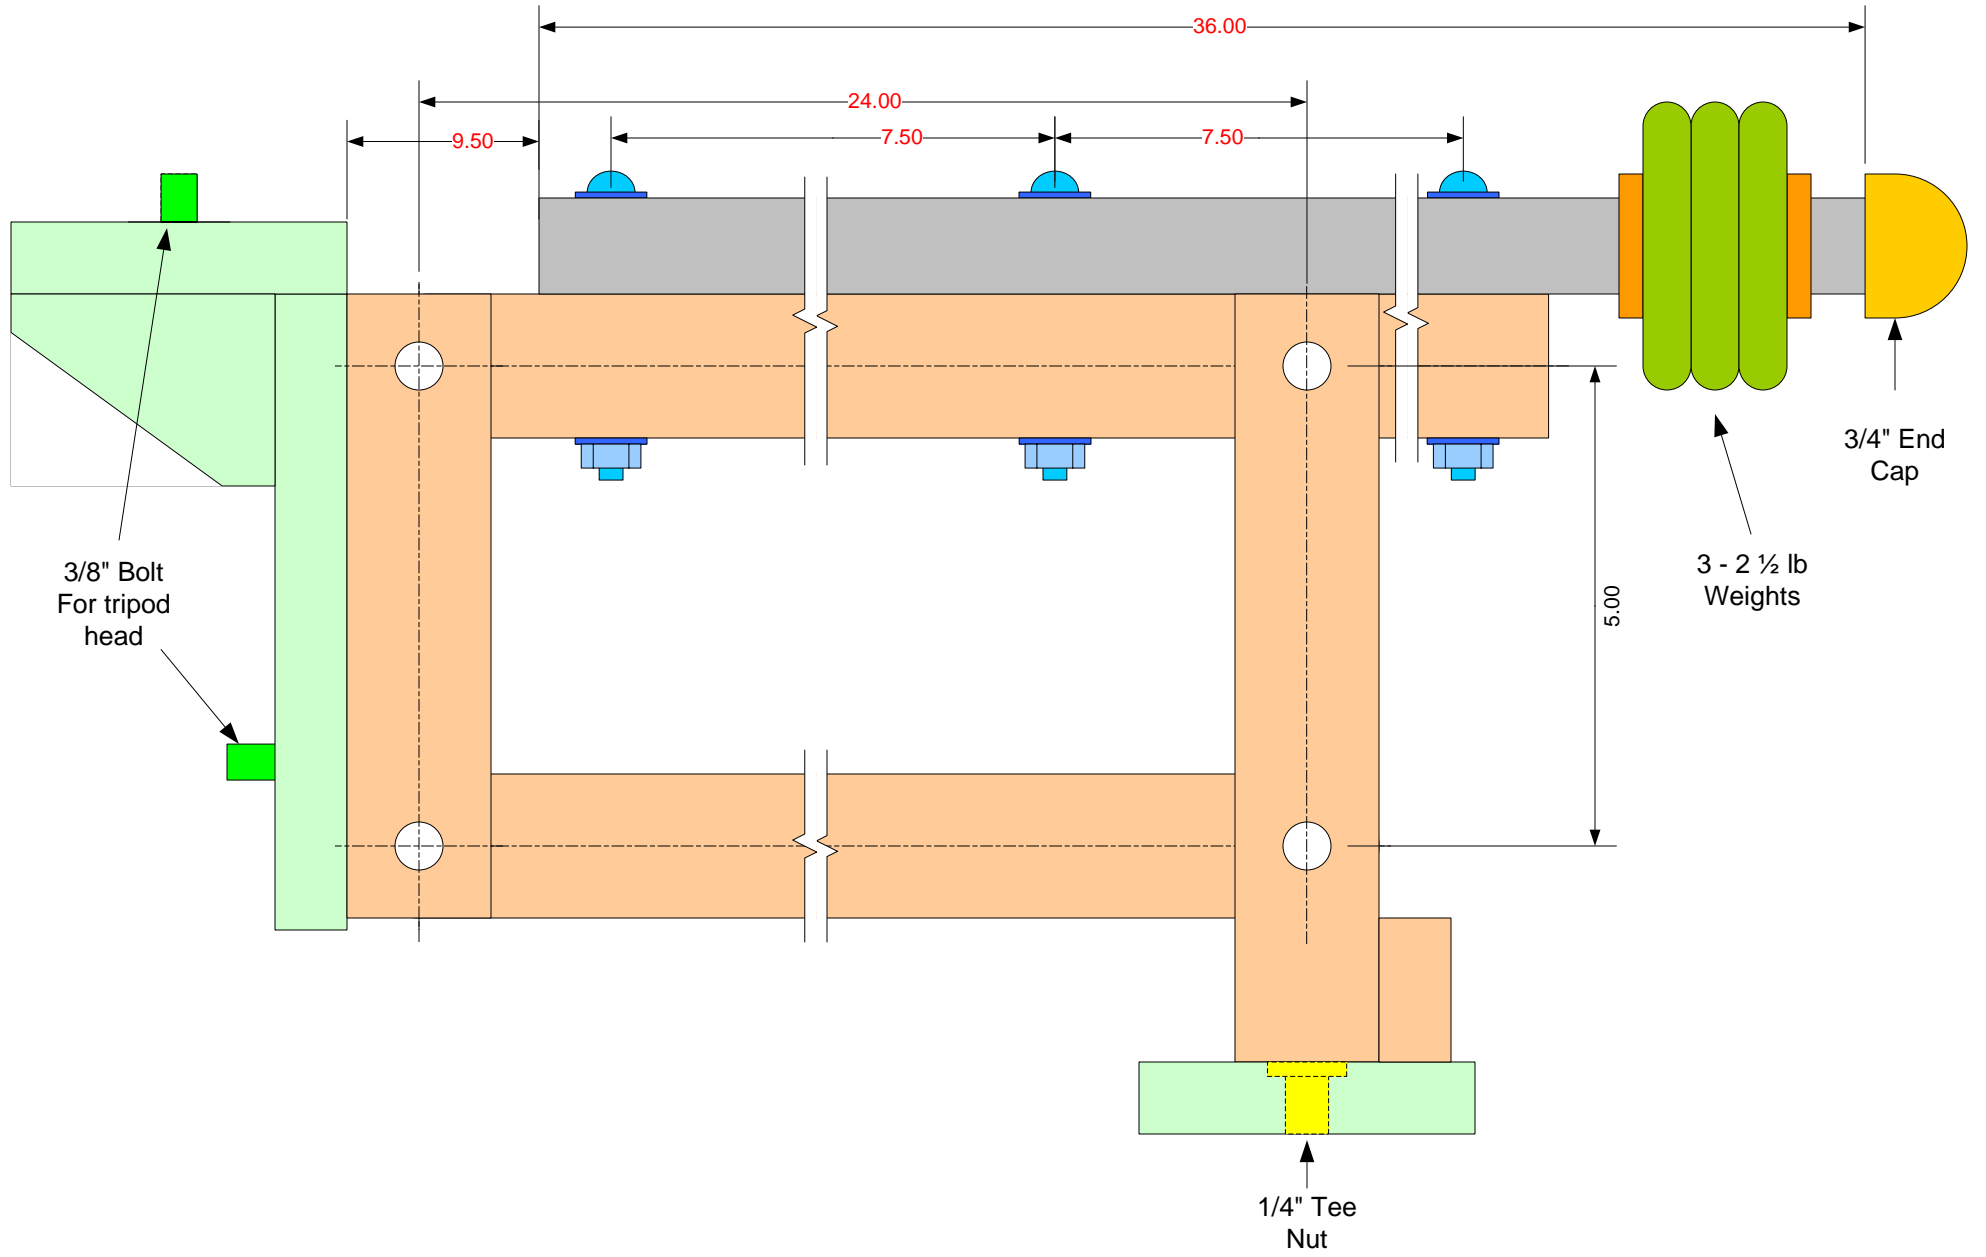 36.00
24.00
9.50
7.50
7.50
3/4" End
Cap
3/8" Bolt
For tripod
head
3 - 2 ½ lb
Weights
5.00
1/4" Tee
Nut